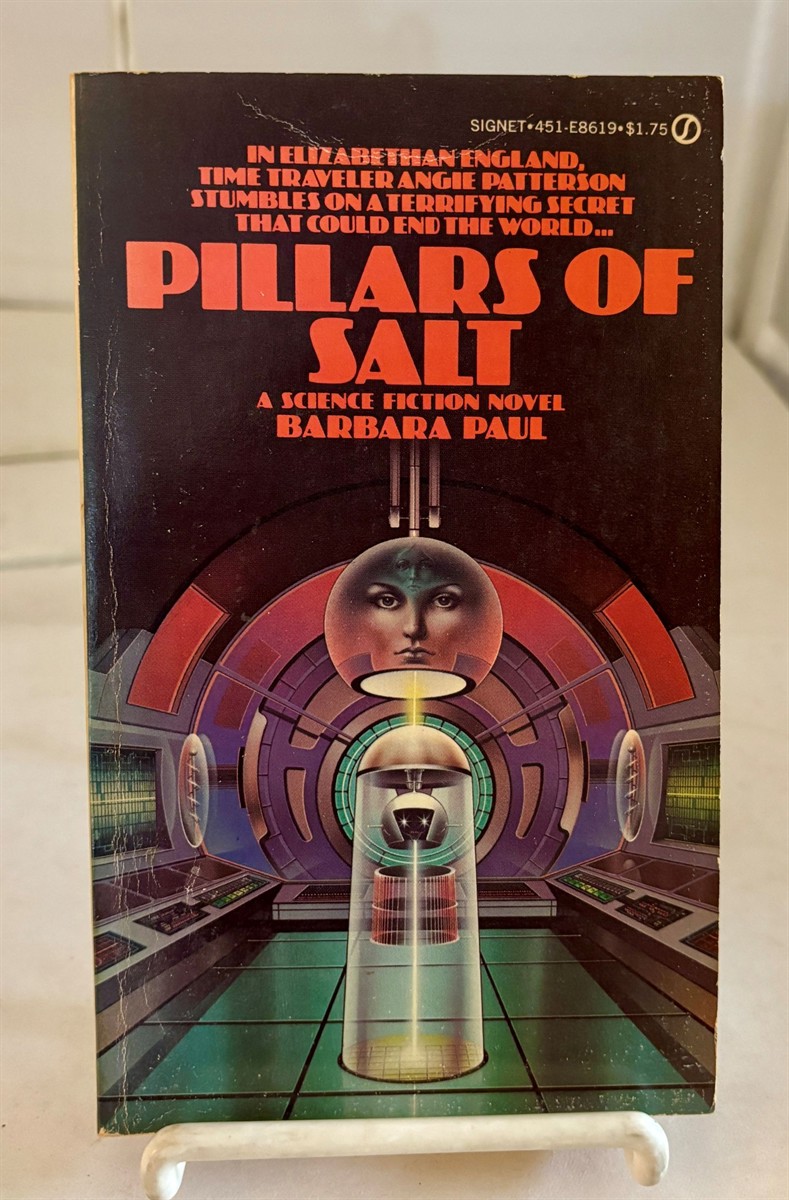 SIGNET•451-E8619•$1.75
IN ELIZABETHAN ENGLAND,
TIME TRAVELER ANGIE PATTERSON
STUMBLES ON A TERRIFYING SECRET
THAT COULD END THE WORLD...
PILLARS OF
SALT
A SCIENCE FICTION NOVEL
BARBARA PAUL